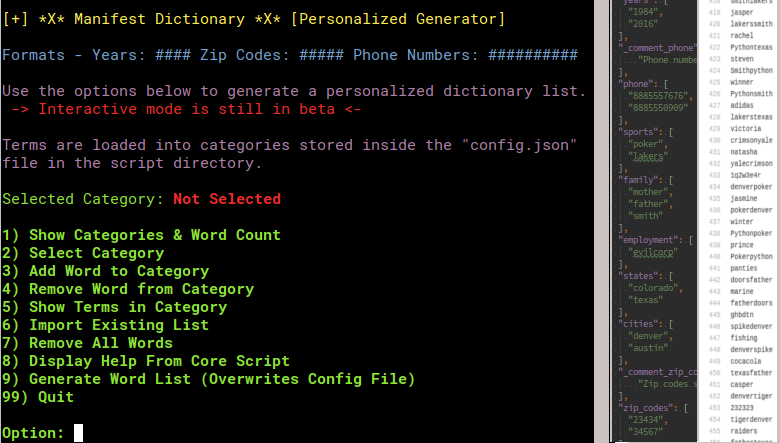 [+] *X* Manifest Dictionary *X* [Personalized Generator]
Formats - Years: #### Zip Codes: ##### Phone Numbers: ##########
Use the options below to generate a personalized dictionary list.
-> Interactive mode is still in beta <-
Terms are loaded into categories stored inside the "config.json"
file in the script directory.
Selected Category: Not Selected
1) Show Categories & Word Count
2) Select Category
3) Add Word to Category
4) Remove Word from Category
5) Show Terms in Category
6) Import Existing List
7) Remove All Words
8) Display Help From Core Script
9) Generate Word List (Overwrites Config File)
99) Quit
Option:
"1984",
"2016"
],
"_comment_phone"
"Phone numbe
],
"phone": [
"8885557676",
"8885550909"
],
"sports": [
"poker",
"lakers"
],
"family": [
"mother",
"father",
"smith"
],
"employment": [
"evilcorp"
],
"states": [
"colorado",
"texas"
],
"cities": [
"denver",
"austin"
],
"_comment_zip_co
"Zip codes s
],
"zip_codes": [
"23434",
"34567"
419 jasper
420 lakerssmith
421 rachel
422 Pythontexas
423 steven
424 Smithpython
425 winner
426 Pythonsmith
427 adidas
428 lakerstexas
429 victoria
430 crimsonyale
431 natasha
432 yalecrimson
433 1q2w3e4r
434 denverpoker
435 jasmine
436 pokerdenver
437 winter
438 Pythonpoker
439 prince
440 Pokerpython
441 panties
442 doorsfather
443 marine
444 fatherdoors
445 ghbdtn
446 spikedenver
447 fishing
448 denverspike
449 cocacola
450 texasfather
451 casper
452 denvertiger
453 232323
454 tigerdenver
455 raiders